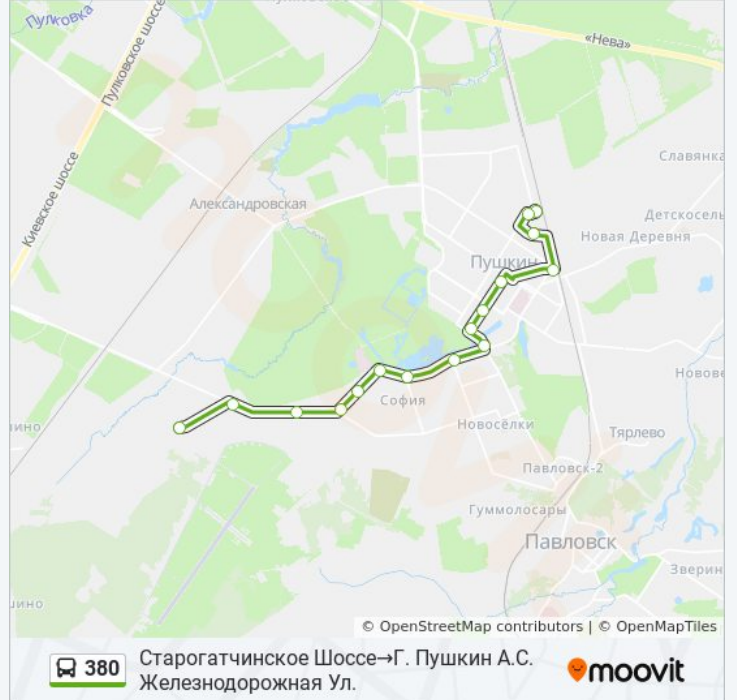 Пулковка
Пулковское шоссе
«Нева»
Киевское шоссе
Славянка
Александровская
Детскосель
Новая Деревня
Пушкин
Новове
София
Новосёлки
Тярлево
ино
Павловск-2
Гуммолосары
Павловск
Зверин
ино
© OpenStreetMap contributors | © OpenMapTiles
380
Старогатчинское Шоссе→Г. Пушкин А.С.
Железнодорожная Ул.
moovit